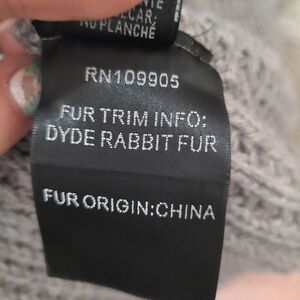 NO PLANCHE
RN109905
FUR TRIM INFO:
DYDE RABBIT FUR
FUR ORIGIN:CHINA